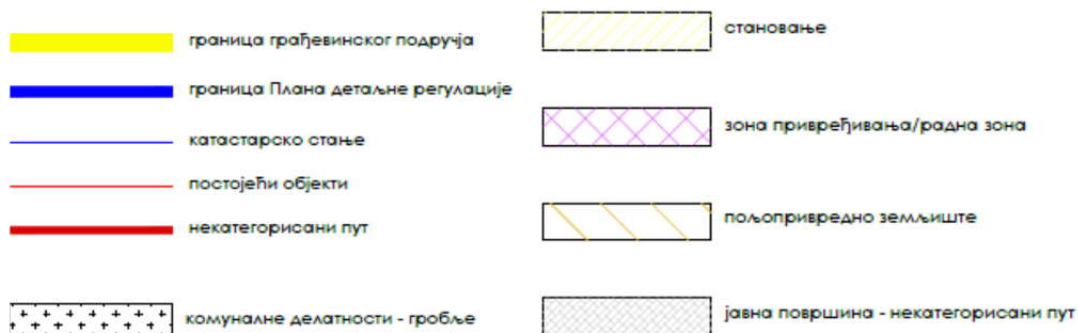 граница грађевинског подручја
граница Плана детаљне регулације
катастарско стање
постојећи објекти
некатегорисани пут
комуналне делатности - гробље
становање
зона привређивања/радна зона
пољопривредно земљиште
јавна површина - некатегорисани пут